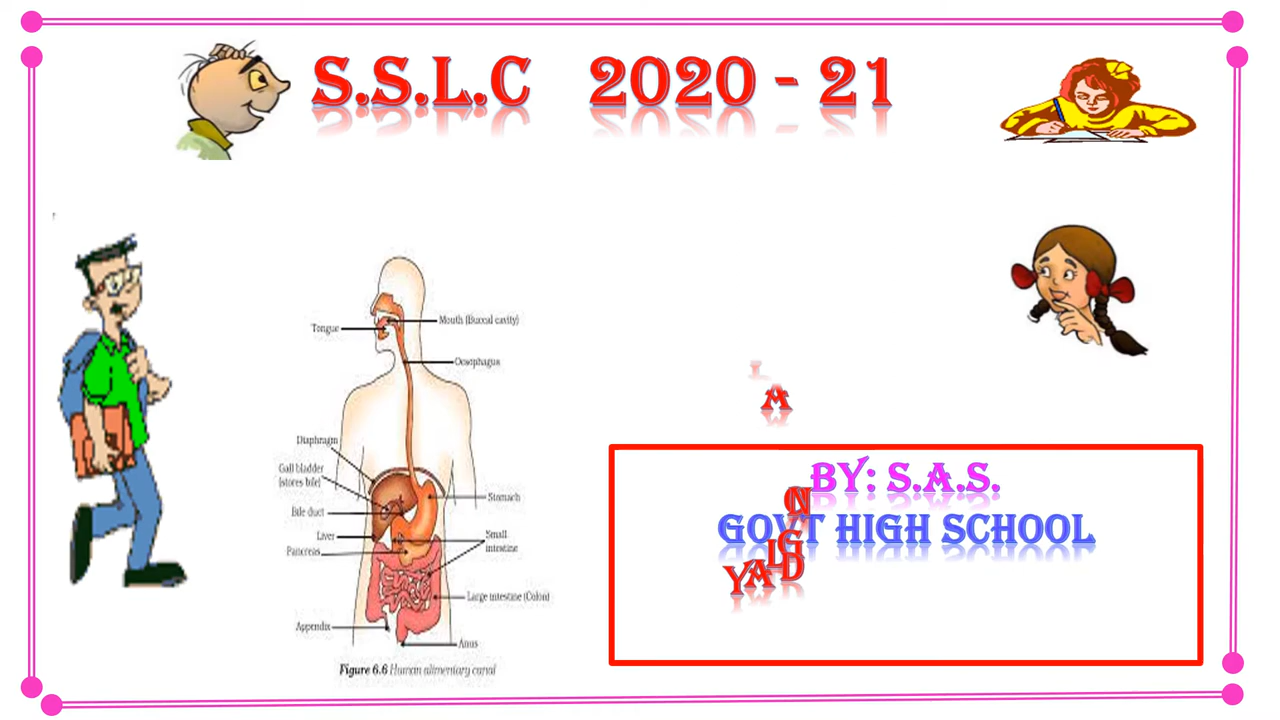 S.S.L.C 2020 - 21
Tongue
Mouth (Buccal cavity)
Oesophagus
Diaphragm
Gall bladder
(stores bile)
Bile duct
Liver
Pancreas
Stomach
Small
intestine
Large intestine (Colon)
Appendix
Anus
Figure 6.6 Human alimentary canal
L
A
BY: S.A.S.
GOVT HIGH SCHOOL
N
G
D
L
A
Y